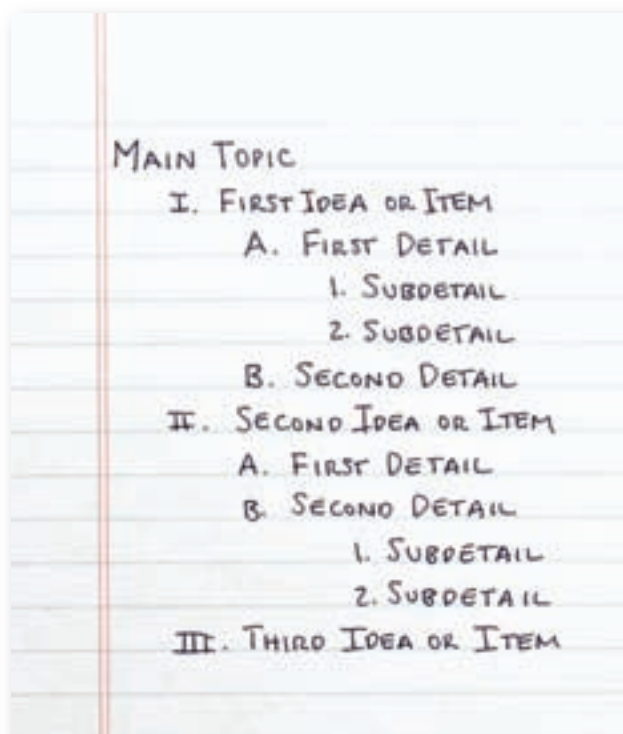 MAIN TOPIC
I. FIRST IDEA OR ITEM
A. FIRST DETAIL
1. SUBDETAIL
2. SUBDETAIL
B. SECOND DETAIL
II. SECOND IDEA OR ITEM
A. FIRST DETAIL
B. SECOND DETAIL
1. SUBDETAIL
2. SUBDETAIL
III. THIRD IDEA OR ITEM